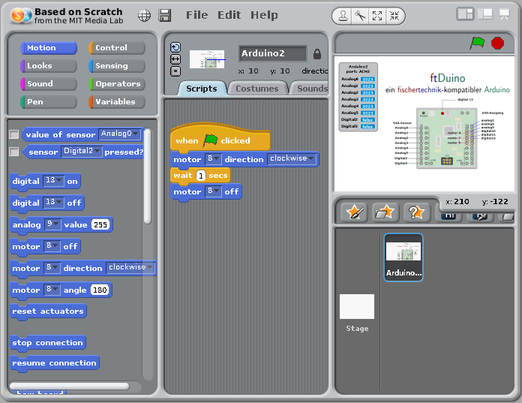 Based on Scratch
from the MIT Media Lab
File Edit Help
Motion
Control
Looks
Sensing
Sound
Operators
Pen
Variables
value of sensor Analog0
sensor Digital2 pressed?
digital 13 on
digital 13 off
analog 9 value 255
motor 8 off
motor 8 direction clockwise
motor 8 angle 180
reset actuators
stop connection
resume connection
Arduino2
x: 10 y: 10 directio
Scripts
Costumes
Sounds
when clicked
motor 8 direction clockwise
wait 1 secs
motor 8 off
Arduino2
Analog0
Analog1
Analog2
Analog3
Analog4
Analog5
Digital2 false
Digital3 false
ftDuino
ein fischertechnik-kompatibler Arduino
x: 210 y: -122
Arduino...
Stage